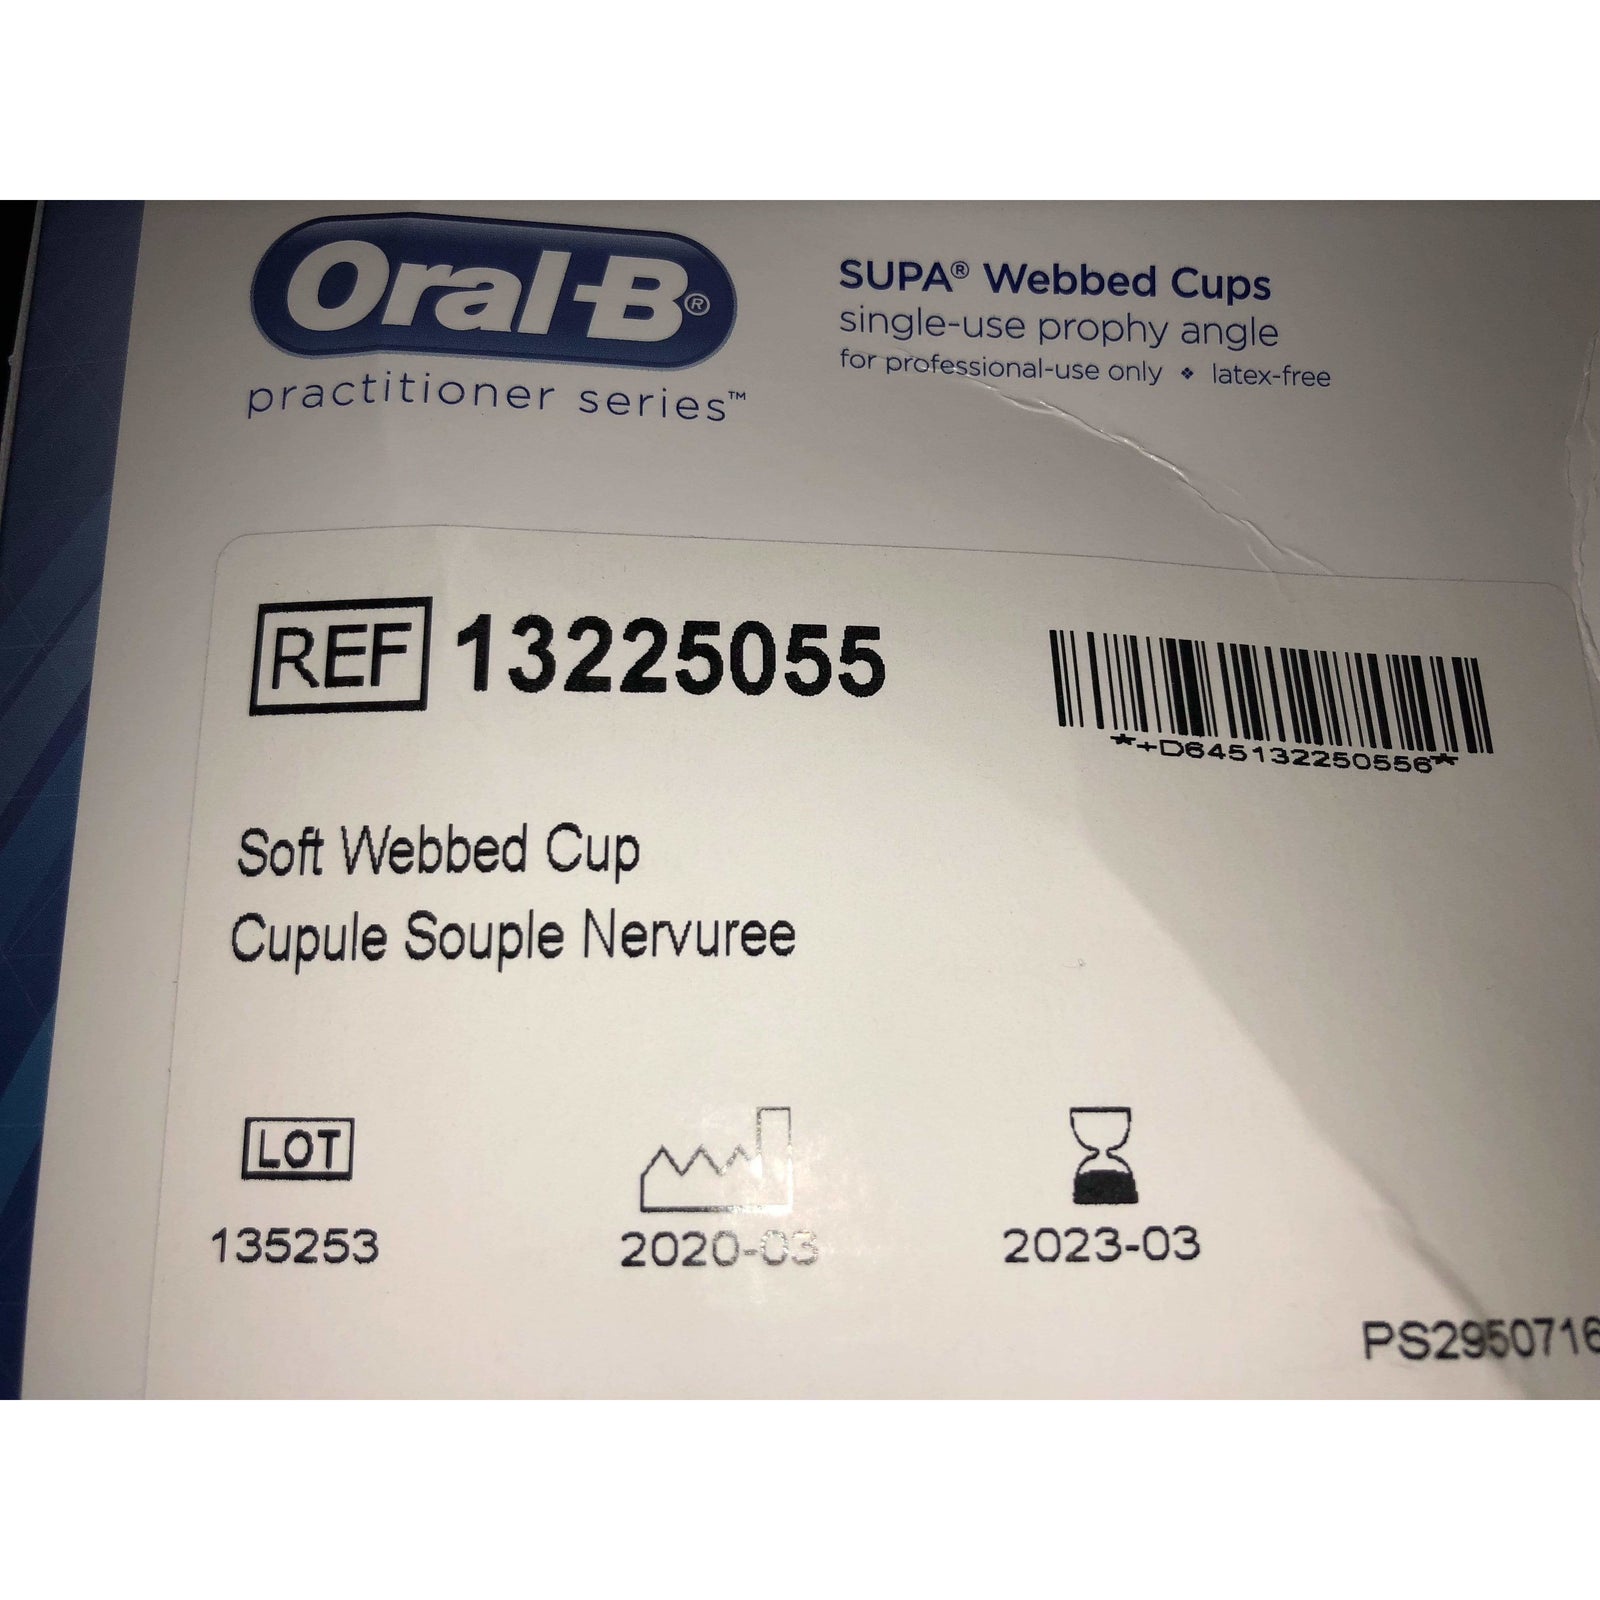 Oral-B®
practitioner series™
SUPA® Webbed Cups
single-use prophy angle
for professional-use only ❖ latex-free
REF 13225055
*+D645132250556*
Soft Webbed Cup
Cupule Souple Nervuree
LOT
135253
2020-03
2023-03
PS2950716